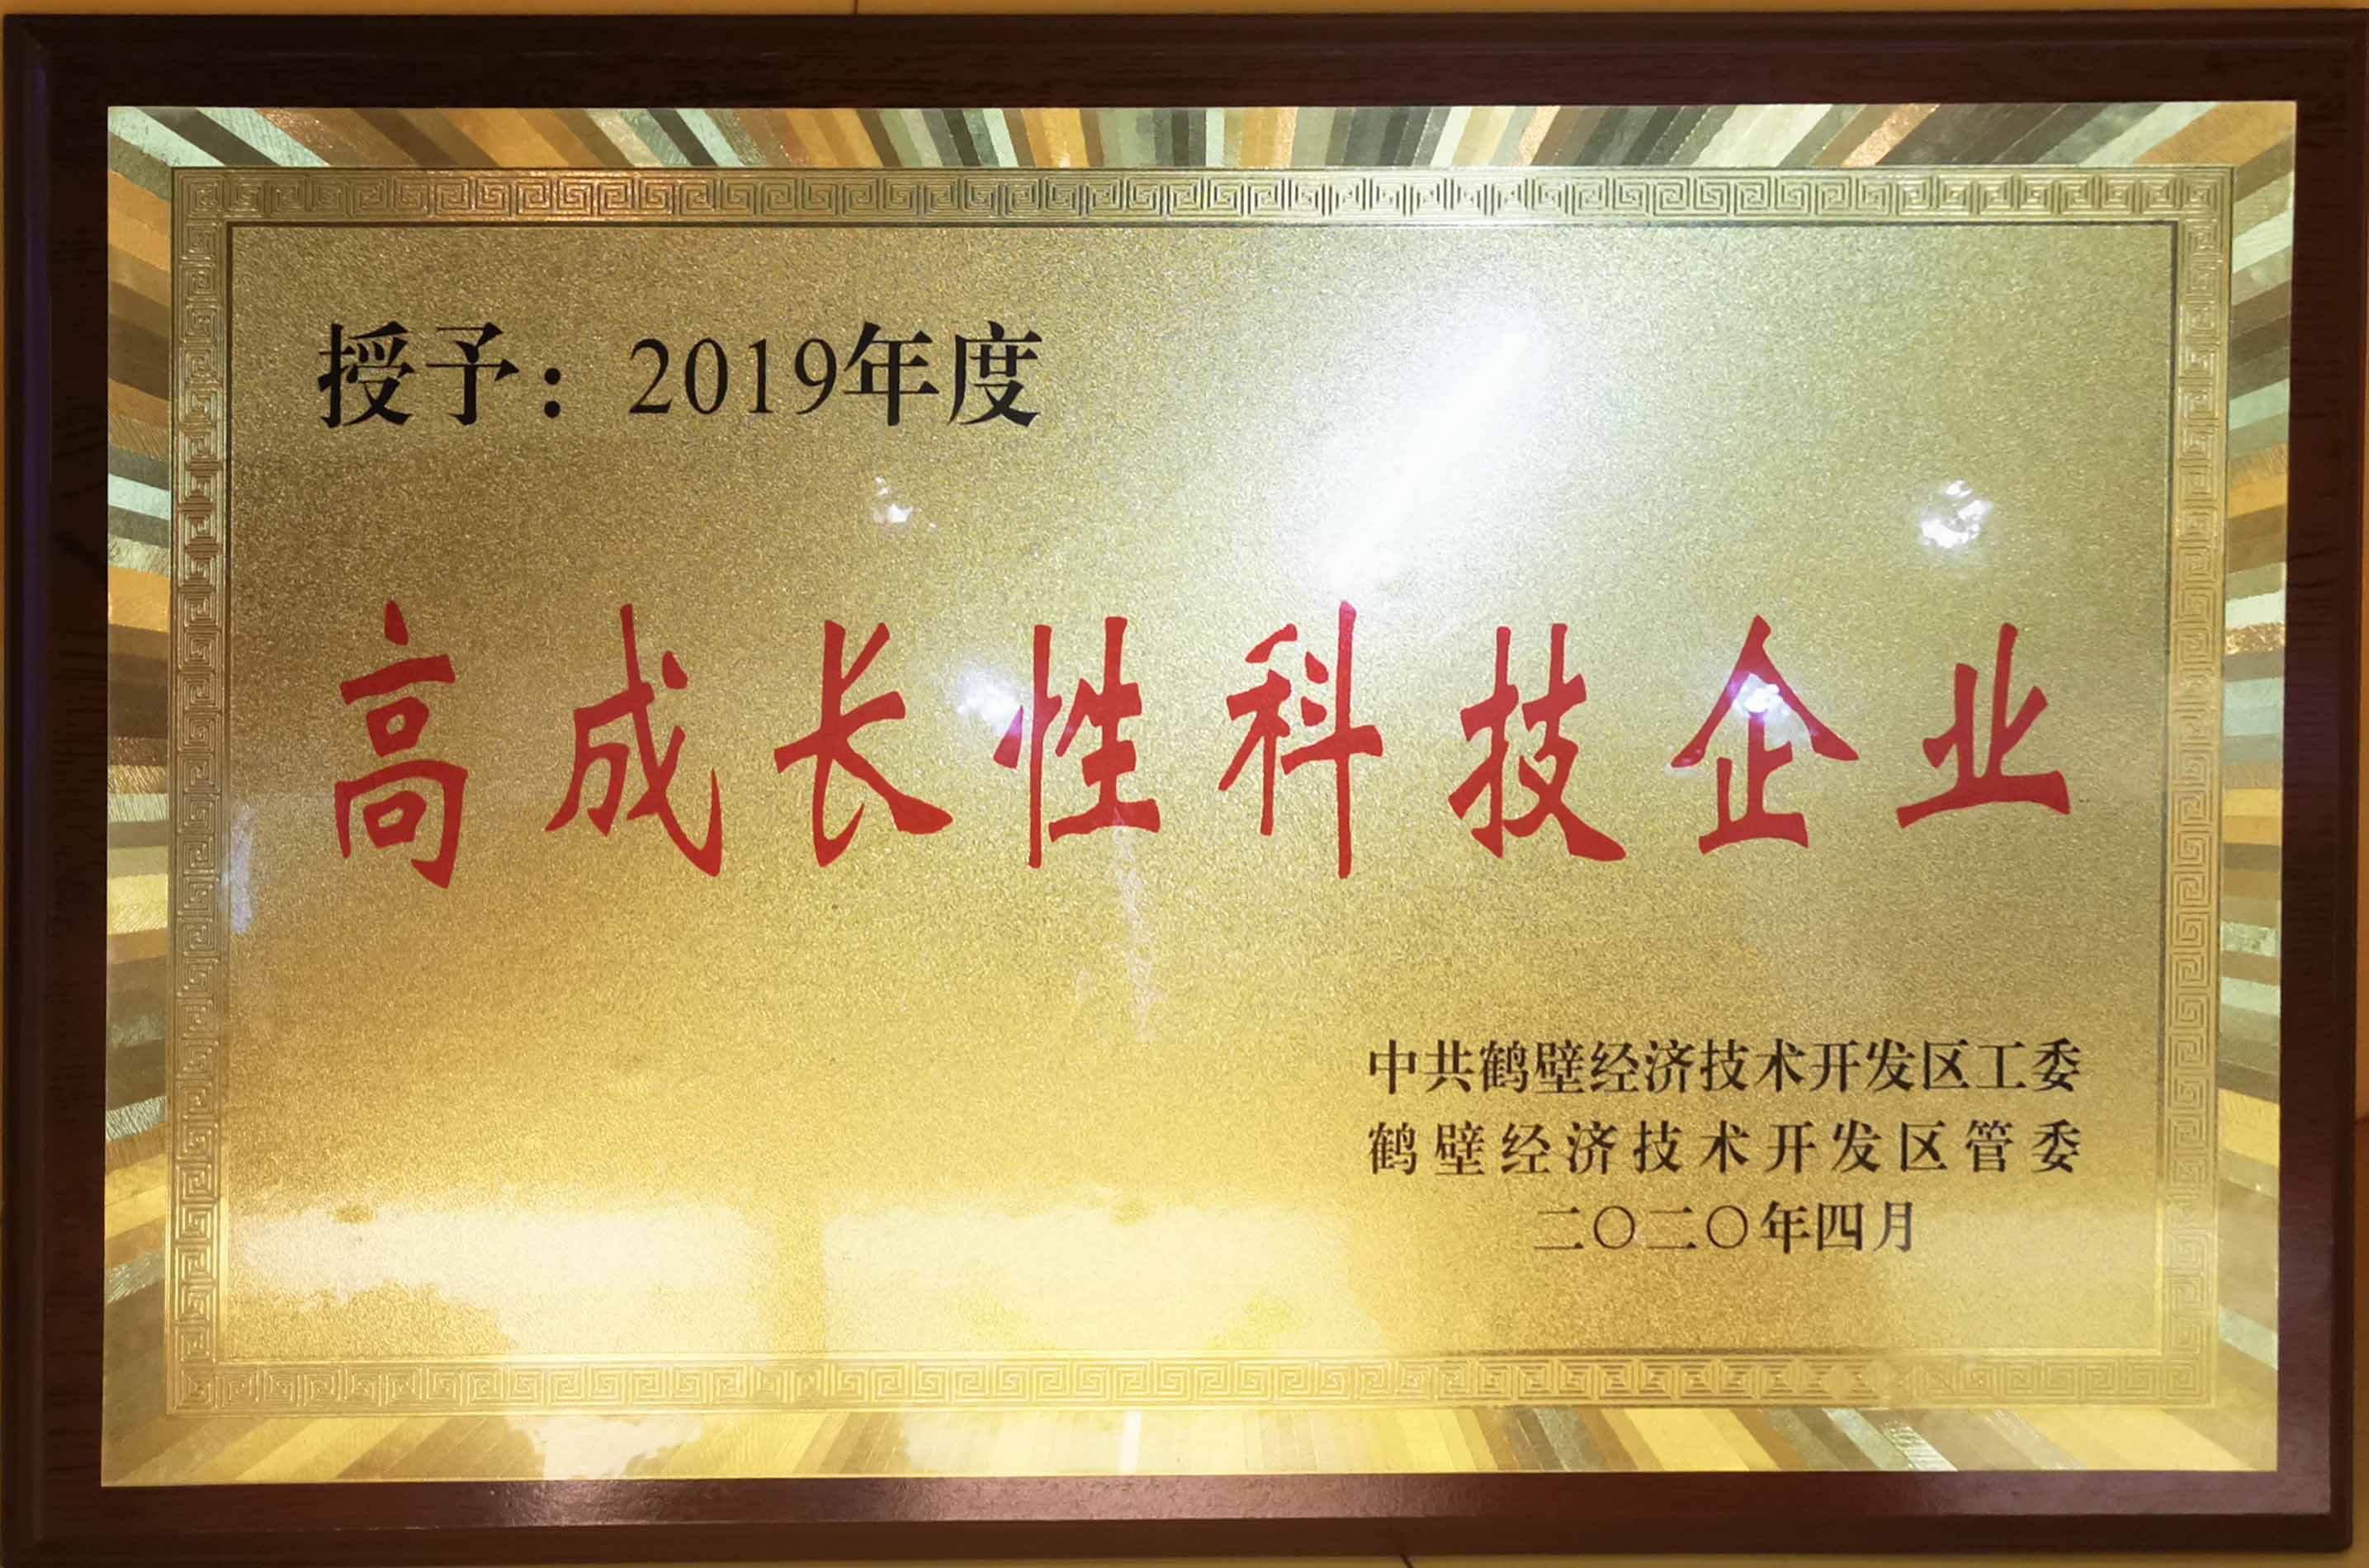 授予：2019年度
高成长性科技企业
中共鹤壁经济技术开发区工委
鹤壁经济技术开发区管委
二〇二〇年四月